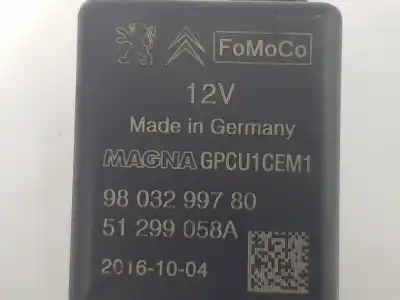 FoMoCo
12V
Made in Germany
MAGNA GPCU1CEM1
98 032 997 80
51 299 058A
2016-10-04